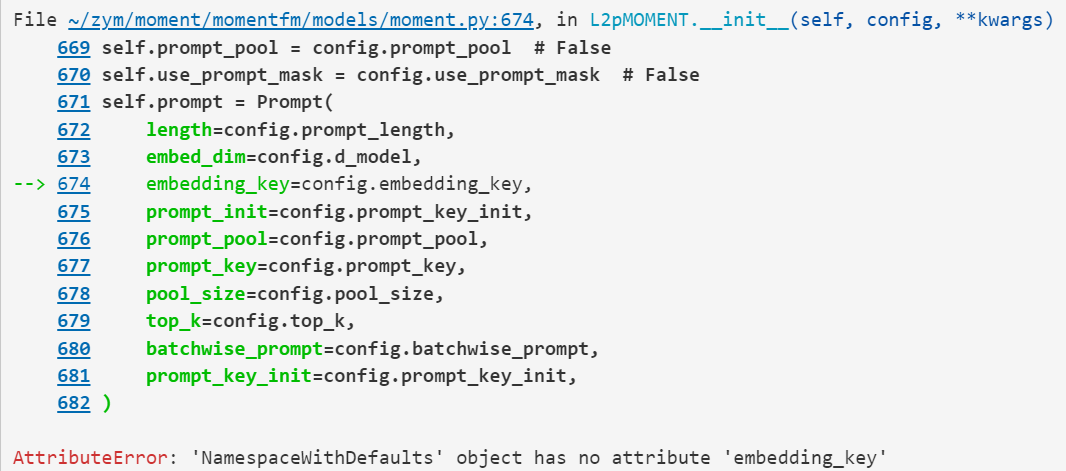 File ~/zym/moment/momentfm/models/moment.py:674, in L2pMOMENT.__init__(self, config, **kwargs)
669 self.prompt_pool = config.prompt_pool  # False
670 self.use_prompt_mask = config.use_prompt_mask  # False
671 self.prompt = Prompt(
672     length=config.prompt_length,
673     embed_dim=config.d_model,
--> 674     embedding_key=config.embedding_key,
675     prompt_init=config.prompt_key_init,
676     prompt_pool=config.prompt_pool,
677     prompt_key=config.prompt_key,
678     pool_size=config.pool_size,
679     top_k=config.top_k,
680     batchwise_prompt=config.batchwise_prompt,
681     prompt_key_init=config.prompt_key_init,
682 )
AttributeError: 'NamespaceWithDefaults' object has no attribute 'embedding_key'